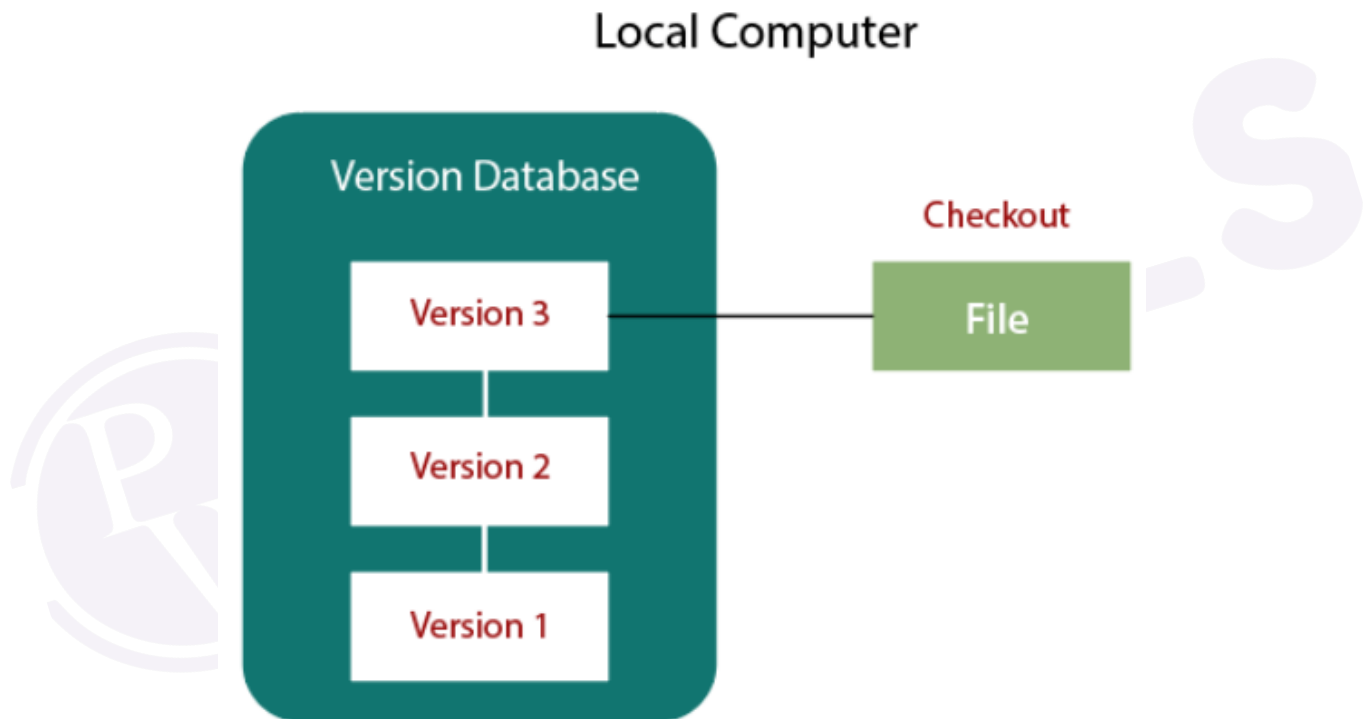 Local Computer
Version Database
Checkout
Version 3
File
Version 2
Version 1